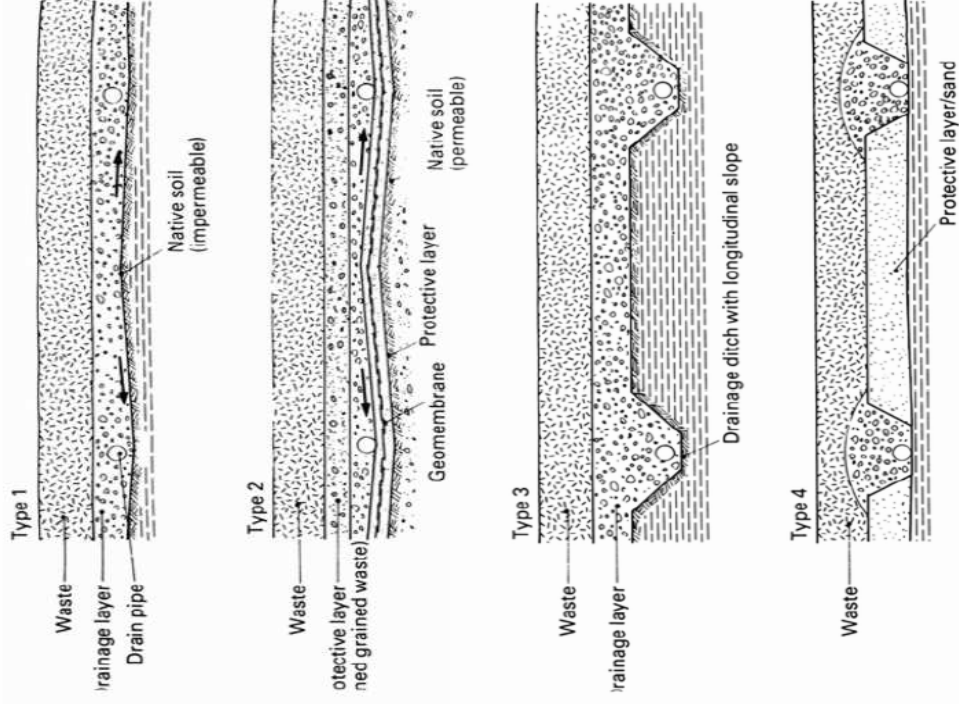 Type 1
Waste
rainage layer
Drain pipe
Native soil
(impermeable)
Type 2
Waste
otective layer
ned grained waste)
Geomembrane
Protective layer
Native soil
(permeable)
Type 3
Waste
rainage layer
Drainage ditch with longitudinal slope
Type 4
Waste
Protective layer/sand